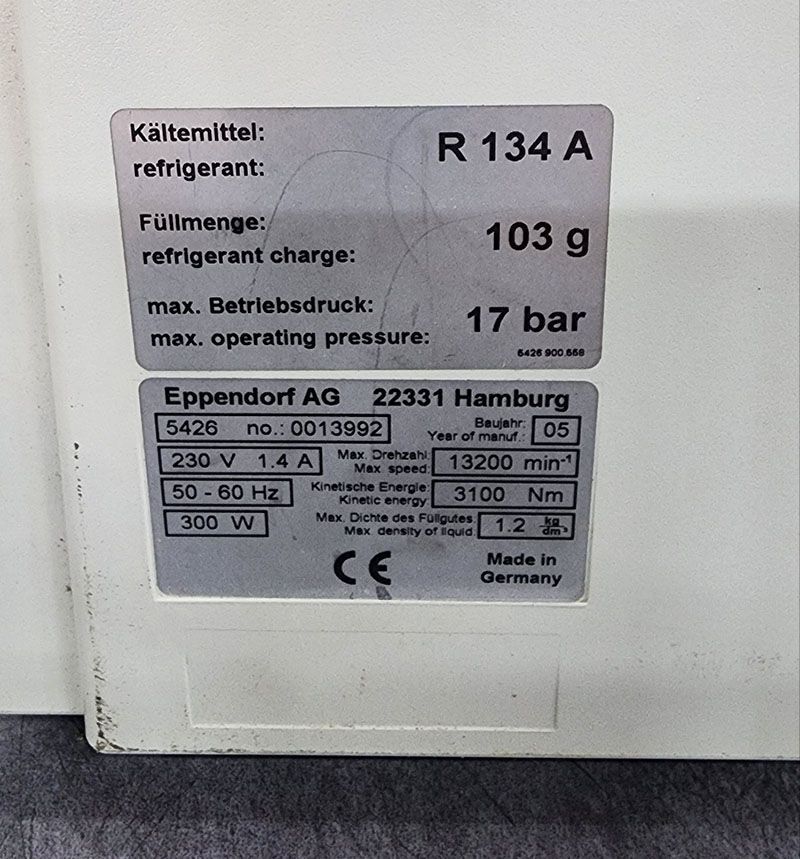 Kältemittel:
refrigerant: R 134 A
Füllmenge:
refrigerant charge: 103 g
max. Betriebsdruck:
max. operating pressure: 17 bar
5426 900.558
Eppendorf AG 22331 Hamburg
5426 no.: 0013992 Baujahr:
Year of manuf.: 05
230 V 1.4 A Max. Drehzahl:
Max speed: 13200 min⁻¹
50 - 60 Hz Kinetische Energie:
Kinetic energy: 3100 Nm
300 W Max. Dichte des Füllgutes:
Max. density of liquid: 1.2 kg/dm³
CE Made in
Germany